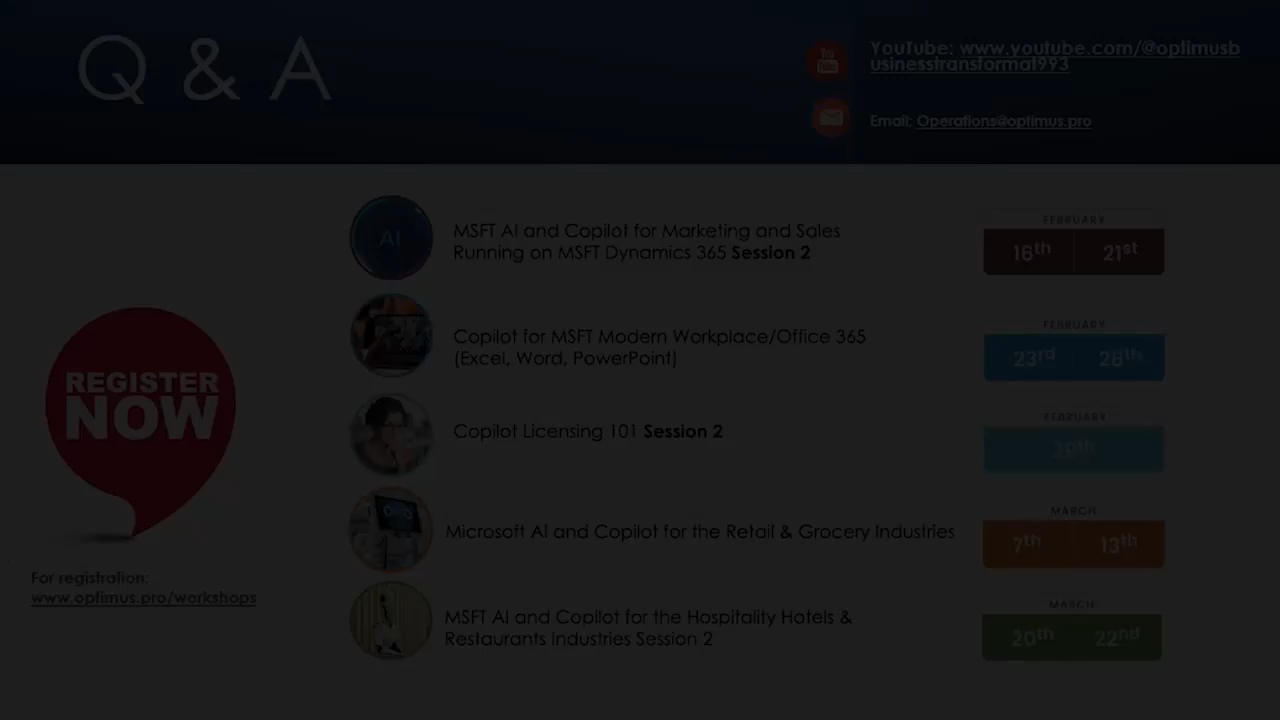 Q & A
YouTube: www.youtube.com/@optimusb
usinesstransformat993
Email: Operations@optimus.pro
AI
MSFT AI and Copilot for Marketing and Sales
Running on MSFT Dynamics 365 Session 2
FEBRUARY
16th 21st
Copilot for MSFT Modern Workplace/Office 365
(Excel, Word, PowerPoint)
FEBRUARY
23rd 28th
REGISTER
NOW
Copilot Licensing 101 Session 2
FEBRUARY
Microsoft AI and Copilot for the Retail & Grocery Industries
MARCH
7th 13th
For registration:
www.optimus.pro/workshops
MSFT AI and Copilot for the Hospitality Hotels &
Restaurants Industries Session 2
MARCH
20th 22nd